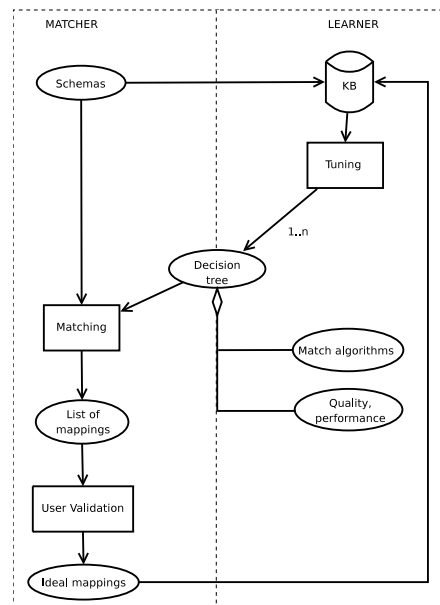 MATCHER
LEARNER
Schemas
KB
Tuning
1..n
Decision
tree
Matching
Match algorithms
List of
mappings
Quality,
performance
User Validation
Ideal mappings